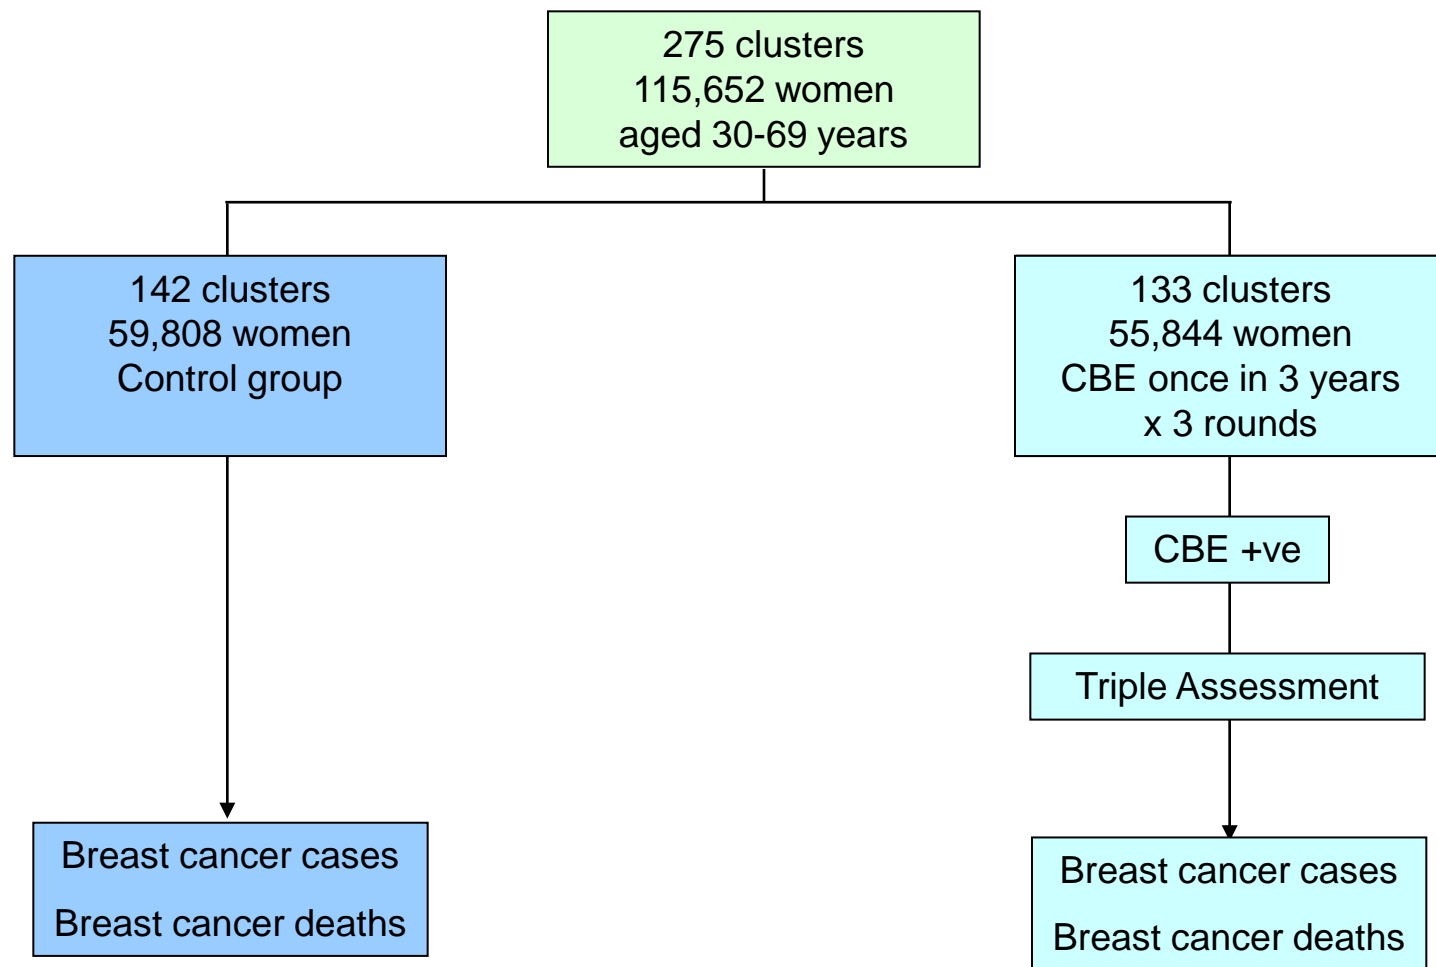 275 clusters
115,652 women
aged 30-69 years
142 clusters
59,808 women
Control group
133 clusters
55,844 women
CBE once in 3 years
x 3 rounds
CBE +ve
Triple Assessment
Breast cancer cases
Breast cancer deaths
Breast cancer cases
Breast cancer deaths